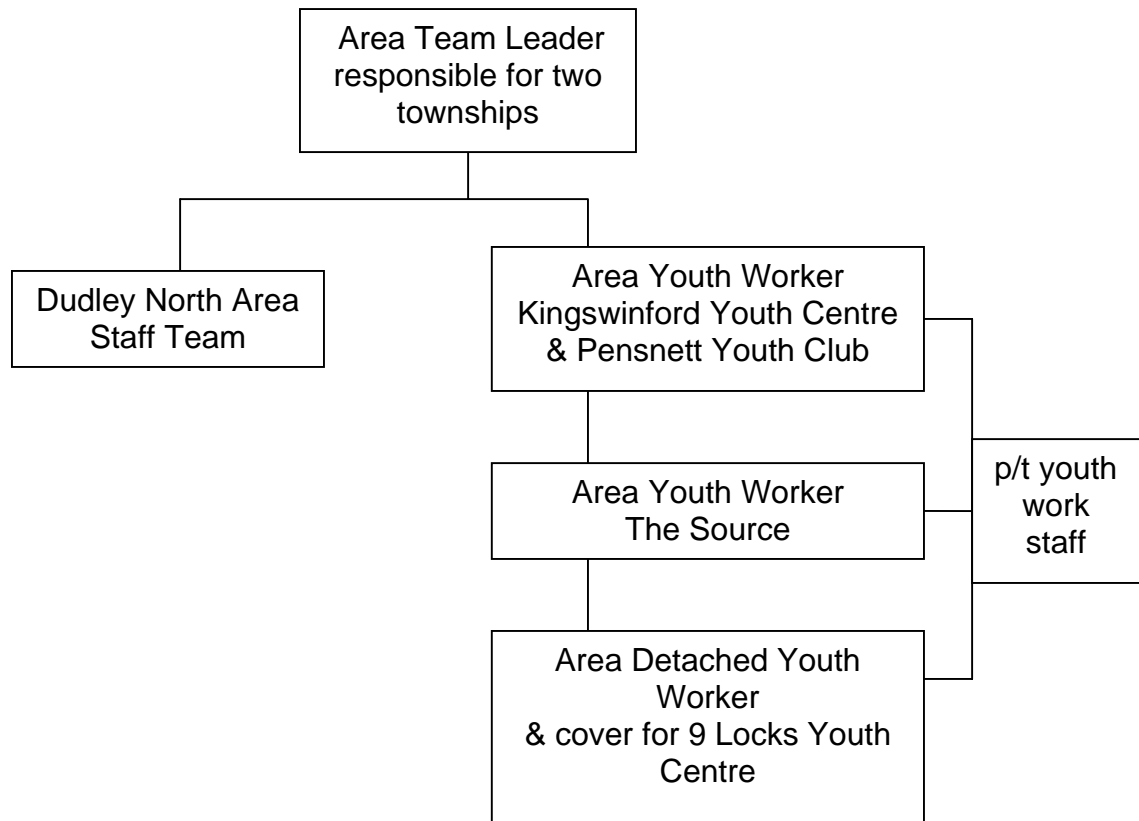 Area Team Leader
responsible for two
townships
Dudley North Area
Staff Team
Area Youth Worker
Kingswinford Youth Centre
& Pensnett Youth Club
Area Youth Worker
The Source
p/t youth
work
staff
Area Detached Youth
Worker
& cover for 9 Locks Youth
Centre